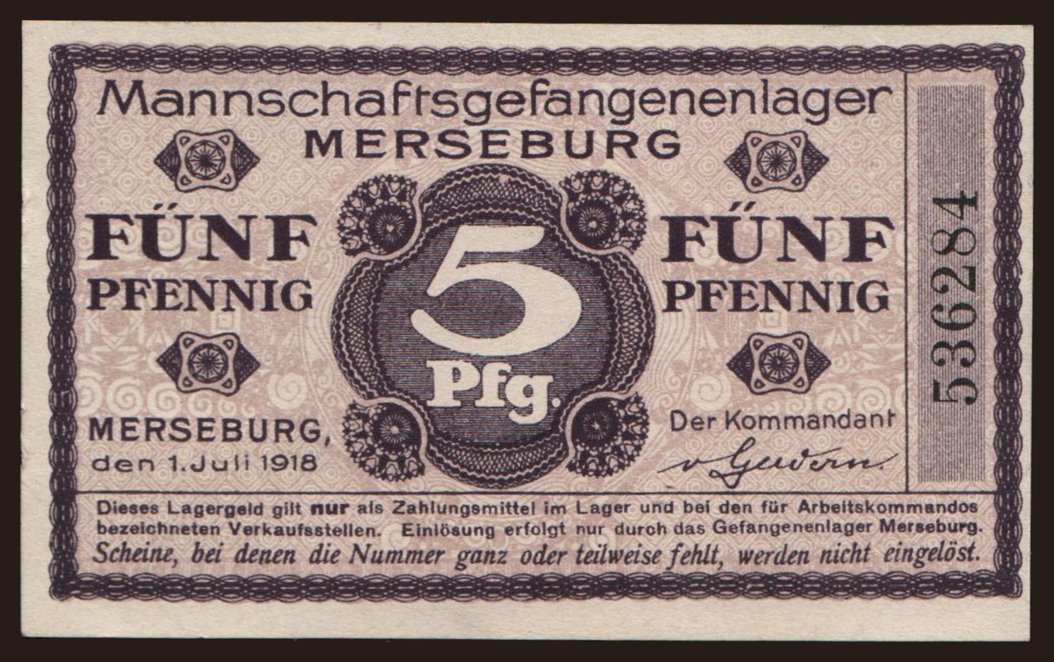 Mannschaftsgefangenenlager
MERSEBURG
FÜNF
PFENNIG
5
Pfg.
FÜNF
PFENNIG
536284
MERSEBURG,
den 1. Juli 1918
Der Kommandant
Dieses Lagergeld gilt nur als Zahlungsmittel im Lager und bei den für Arbeitskommandos
bezeichneten Verkaufsstellen. Einlösung erfolgt nur durch das Gefangenenlager Merseburg.
Scheine, bei denen die Nummer ganz oder teilweise fehlt, werden nicht eingelöst.